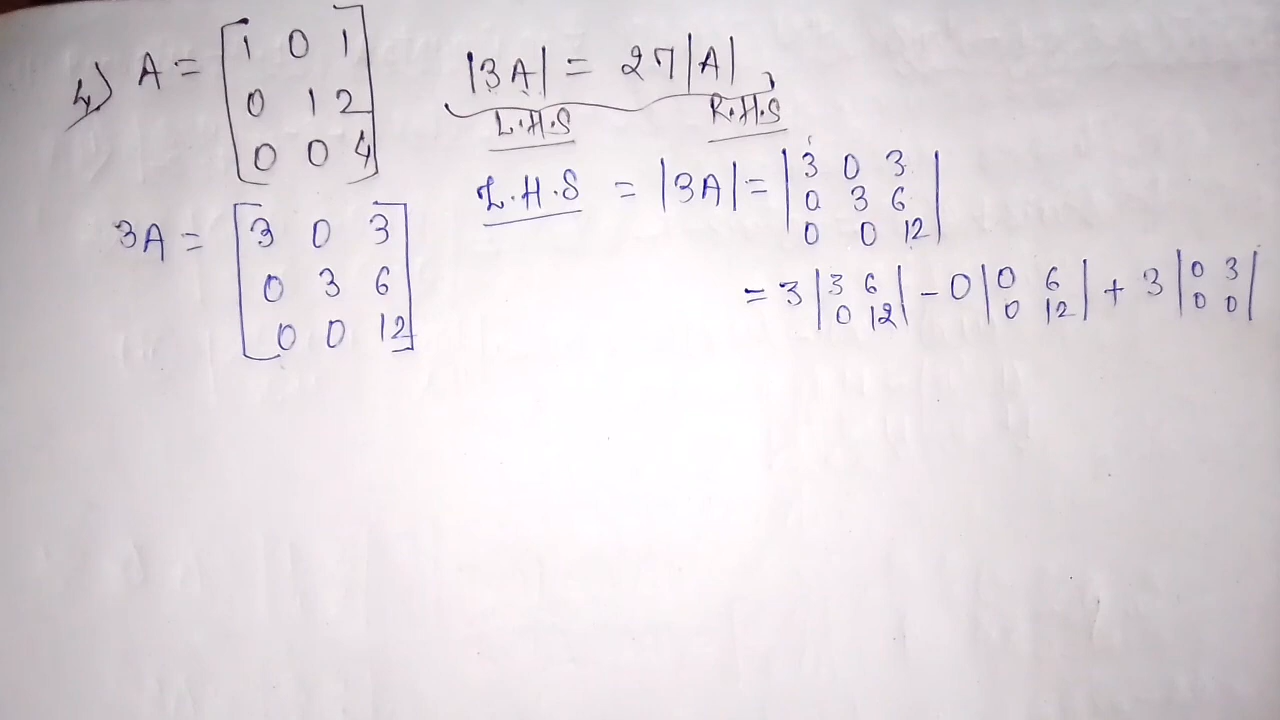 4) A = [1 0 1
0 1 2
0 0 4] |3A| = 27|A|,
L.H.S R.H.S
3A = [3 0 3
0 3 6
0 0 12]
L.H.S = |3A| = |3 0 3
0 3 6
0 0 12|
= 3 |3 6
0 12| - 0 |0 6
0 12| + 3 |0 3
0 0|